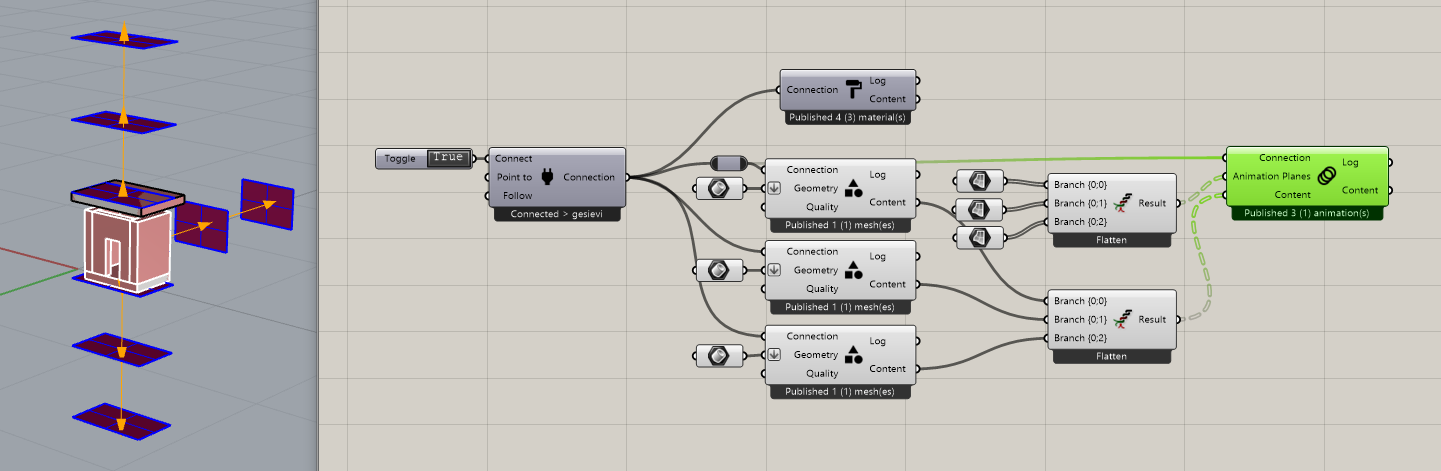 Log
Connection
Content
Published 4 (3) material(s)
Toggle True
Connect
Point to
Follow
Connection
Connected > gesievi
Connection
Geometry
Quality
Log
Content
Published 1 (1) mesh(es)
Connection
Geometry
Quality
Log
Content
Published 1 (1) mesh(es)
Connection
Geometry
Quality
Log
Content
Published 1 (1) mesh(es)
Branch {0;0}
Branch {0;1}
Branch {0;2}
Result
Flatten
Branch {0;0}
Branch {0;1}
Branch {0;2}
Result
Flatten
Connection
Animation Planes
Content
Log
Content
Published 3 (1) animation(s)